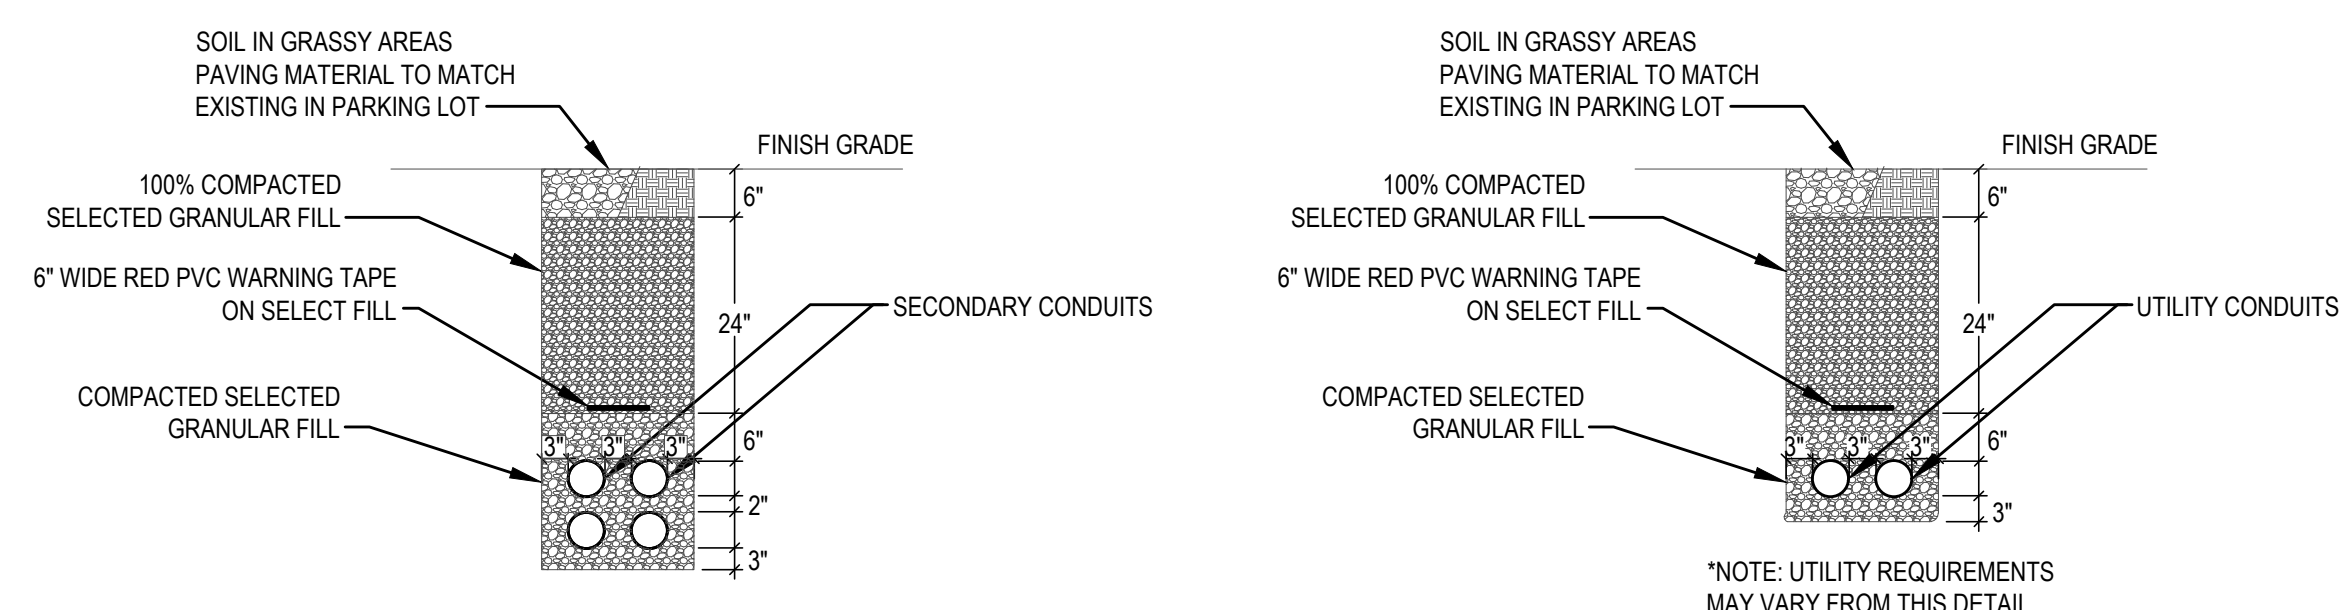 SOIL IN GRASSY AREAS
PAVING MATERIAL TO MATCH
EXISTING IN PARKING LOT
FINISH GRADE
100% COMPACTED
SELECTED GRANULAR FILL
6"
6" WIDE RED PVC WARNING TAPE
ON SELECT FILL
SECONDARY CONDUITS
24"
COMPACTED SELECTED
GRANULAR FILL
3" 3" 3"
6"
2"
3"
SOIL IN GRASSY AREAS
PAVING MATERIAL TO MATCH
EXISTING IN PARKING LOT
FINISH GRADE
100% COMPACTED
SELECTED GRANULAR FILL
6"
6" WIDE RED PVC WARNING TAPE
ON SELECT FILL
UTILITY CONDUITS
24"
COMPACTED SELECTED
GRANULAR FILL
3" 3" 3"
6"
3"
*NOTE: UTILITY REQUIREMENTS
MAY VARY FROM THIS DETAIL